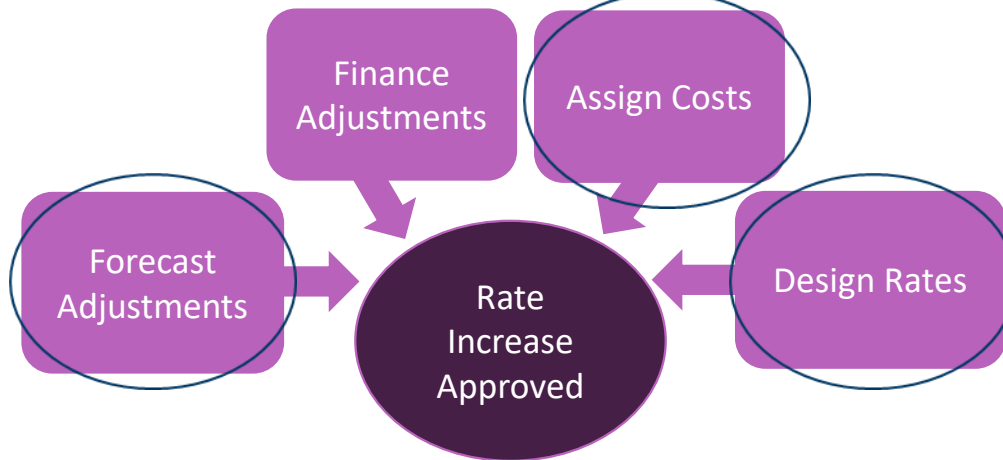 Finance
Adjustments
Assign Costs
Forecast
Adjustments
Design Rates
Rate
Increase
Approved